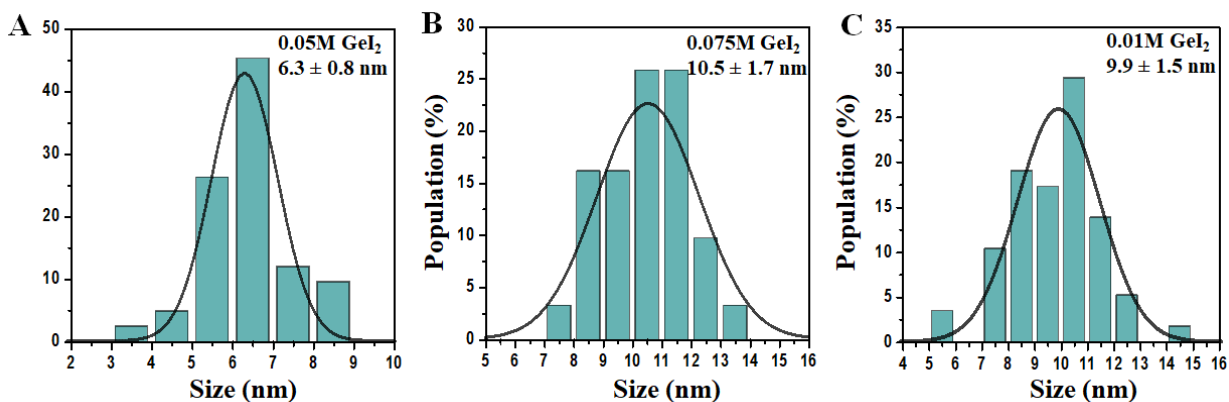 A
0.05M GeI₂
6.3 ± 0.8 nm
50
40
30
20
10
0
2 3 4 5 6 7 8 9 10
Size (nm)
B
0.075M GeI₂
10.5 ± 1.7 nm
Population (%)
30
25
20
15
10
5
0
5 6 7 8 9 10 11 12 13 14 15 16
Size (nm)
C
0.01M GeI₂
9.9 ± 1.5 nm
Population (%)
35
30
25
20
15
10
5
0
4 5 6 7 8 9 10 11 12 13 14 15 16
Size (nm)